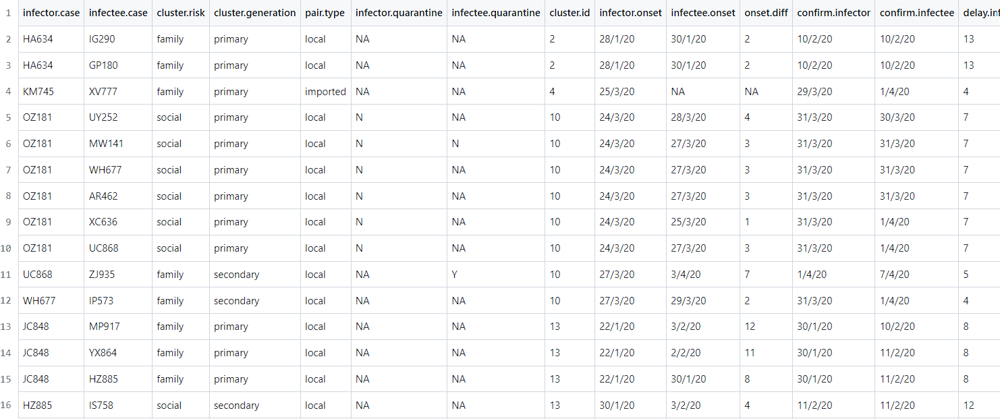 1 infector.case infectee.case cluster.risk cluster.generation pair.type infector.quarantine infectee.quarantine cluster.id infector.onset infectee.onset onset.diff confirm.infector confirm.infectee delay.inf
2 HA634 IG290 family primary local NA NA 2 28/1/20 30/1/20 2 10/2/20 10/2/20 13
3 HA634 GP180 family primary local NA NA 2 28/1/20 30/1/20 2 10/2/20 10/2/20 13
4 KM745 XV777 family primary imported NA NA 4 25/3/20 NA NA 29/3/20 1/4/20 4
5 OZ181 UY252 social primary local N NA 10 24/3/20 28/3/20 4 31/3/20 30/3/20 7
6 OZ181 MW141 social primary local N N 10 24/3/20 27/3/20 3 31/3/20 31/3/20 7
7 OZ181 WH677 social primary local N NA 10 24/3/20 27/3/20 3 31/3/20 31/3/20 7
8 OZ181 AR462 social primary local N NA 10 24/3/20 27/3/20 3 31/3/20 31/3/20 7
9 OZ181 XC636 social primary local N NA 10 24/3/20 25/3/20 1 31/3/20 1/4/20 7
10 OZ181 UC868 social primary local N NA 10 24/3/20 27/3/20 3 31/3/20 1/4/20 7
11 UC868 ZJ935 family secondary local NA Y 10 27/3/20 3/4/20 7 1/4/20 7/4/20 5
12 WH677 IP573 family secondary local NA NA 10 27/3/20 29/3/20 2 31/3/20 1/4/20 4
13 JC848 MP917 family primary local NA NA 13 22/1/20 3/2/20 12 30/1/20 10/2/20 8
14 JC848 YX864 family primary local NA NA 13 22/1/20 2/2/20 11 30/1/20 11/2/20 8
15 JC848 HZ885 family primary local NA NA 13 22/1/20 30/1/20 8 30/1/20 11/2/20 8
16 HZ885 IS758 social secondary local NA NA 13 30/1/20 3/2/20 4 11/2/20 11/2/20 12